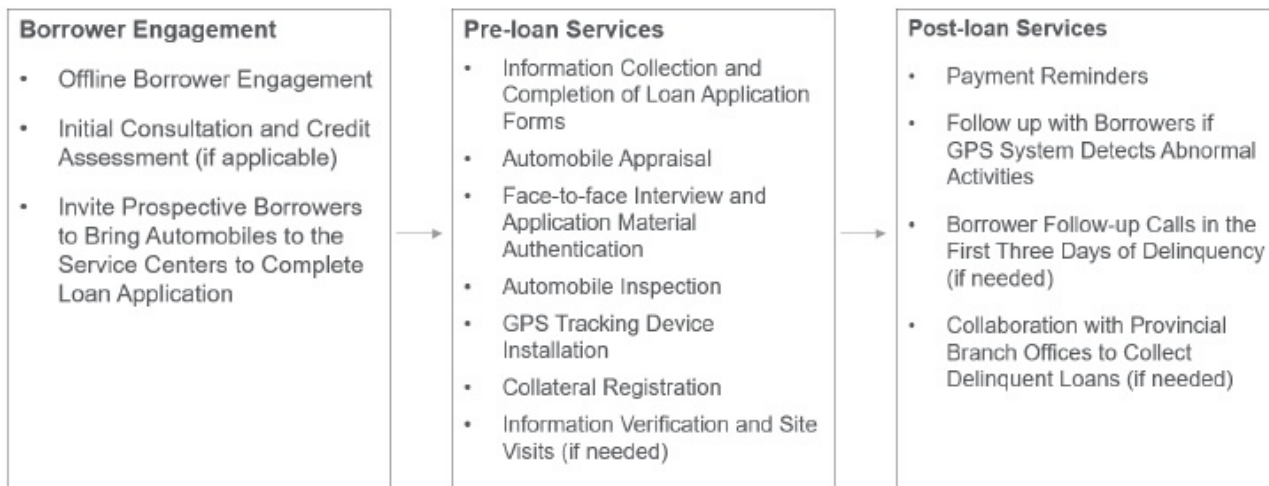 Borrower Engagement
• Offline Borrower Engagement
• Initial Consultation and Credit
Assessment (if applicable)
• Invite Prospective Borrowers
to Bring Automobiles to the
Service Centers to Complete
Loan Application
Pre-loan Services
• Information Collection and
Completion of Loan Application
Forms
• Automobile Appraisal
• Face-to-face Interview and
Application Material
Authentication
• Automobile Inspection
• GPS Tracking Device
Installation
• Collateral Registration
• Information Verification and Site
Visits (if needed)
Post-loan Services
• Payment Reminders
• Follow up with Borrowers if
GPS System Detects Abnormal
Activities
• Borrower Follow-up Calls in the
First Three Days of Delinquency
(if needed)
• Collaboration with Provincial
Branch Offices to Collect
Delinquent Loans (if needed)